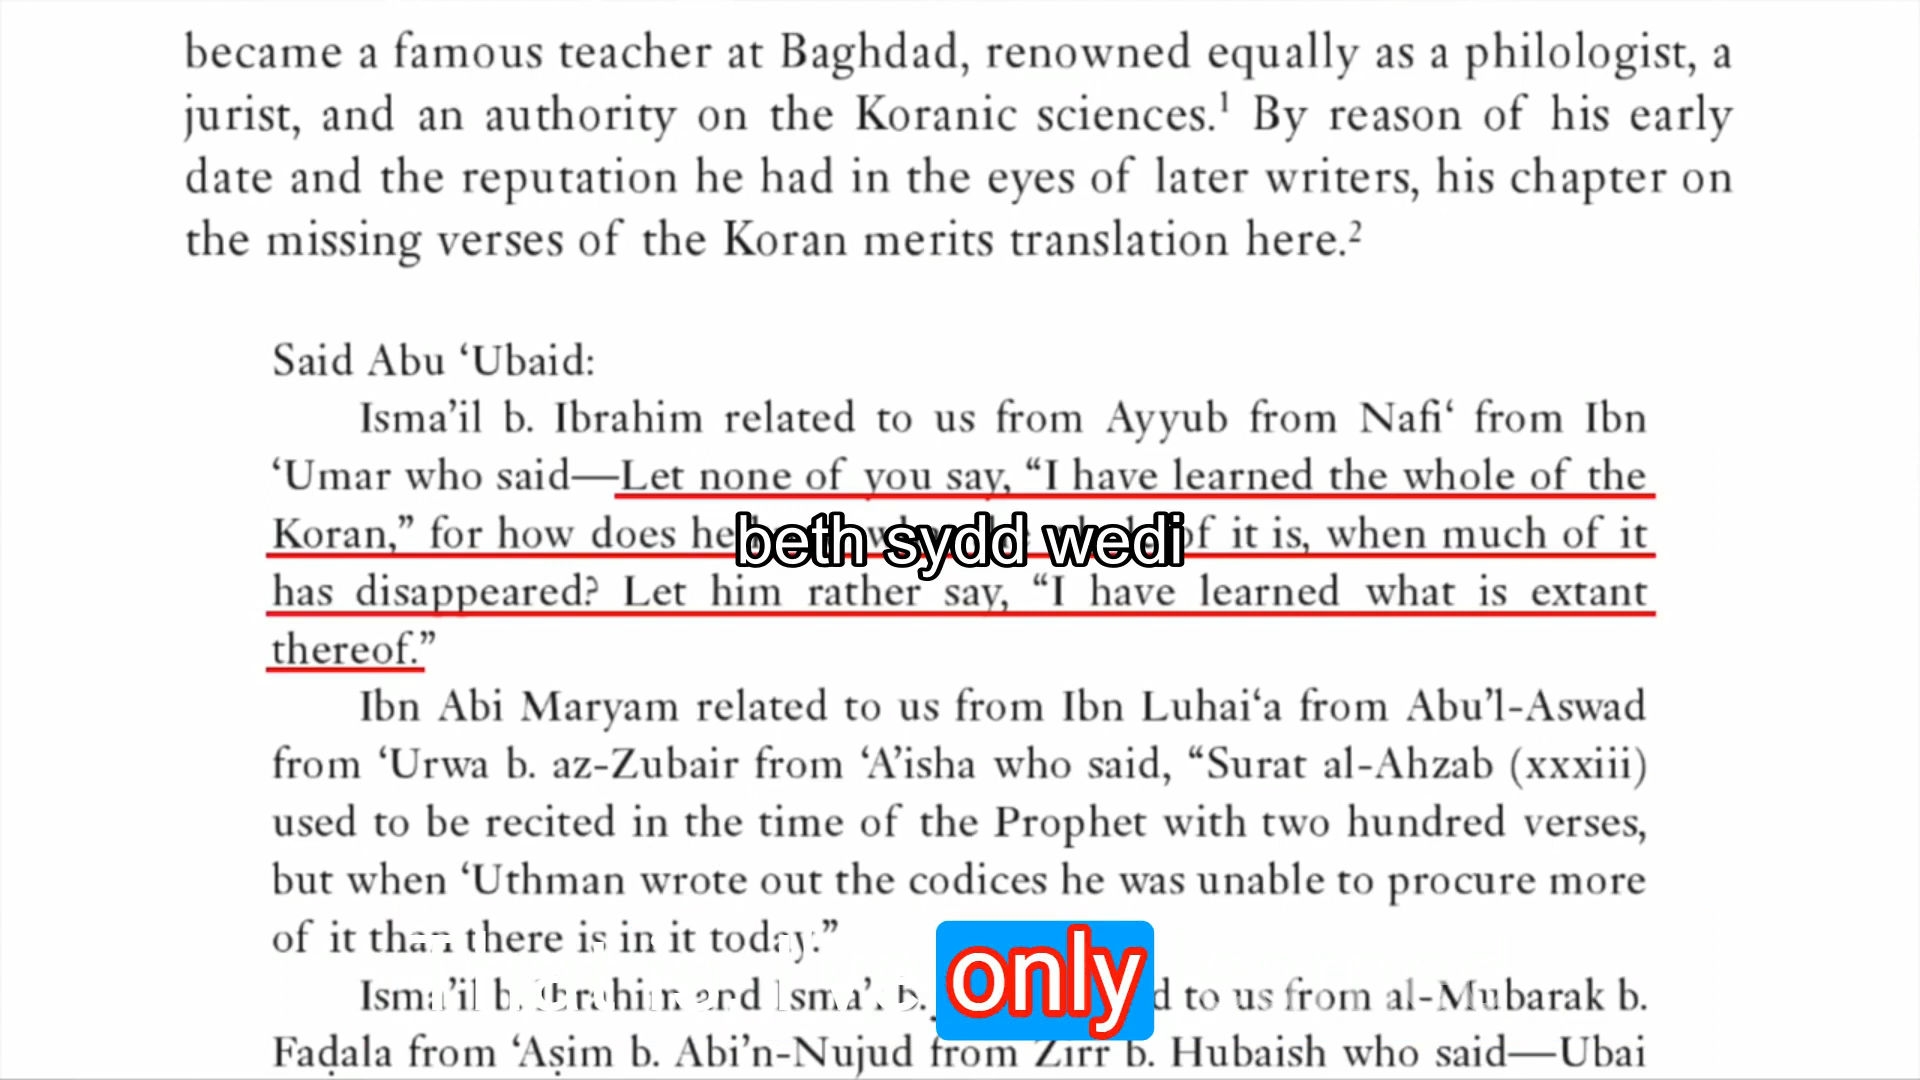 became a famous teacher at Baghdad, renowned equally as a philologist, a
jurist, and an authority on the Koranic sciences.¹ By reason of his early
date and the reputation he had in the eyes of later writers, his chapter on
the missing verses of the Koran merits translation here.²
Said Abu ‘Ubaid:
Isma’il b. Ibrahim related to us from Ayyub from Nafi‘ from Ibn
‘Umar who said—Let none of you say, “I have learned the whole of the
Koran,” for how does he of it is, when much of it
beth sydd wedi
has disappeared? Let him rather say, “I have learned what is extant
thereof.”
Ibn Abi Maryam related to us from Ibn Luhai‘a from Abu’l-Aswad
from ‘Urwa b. az-Zubair from ‘A’isha who said, “Surat al-Ahzab (xxxiii)
used to be recited in the time of the Prophet with two hundred verses,
but when ‘Uthman wrote out the codices he was unable to procure more
of it than there is in it today.”
Isma’il b. Ibrahim and Isma’ b. to us from al-Mubarak b.
only
Faḍala from ‘Aṣim b. Abi’n-Nujud from Zirr b. Hubaish who said—Ubai